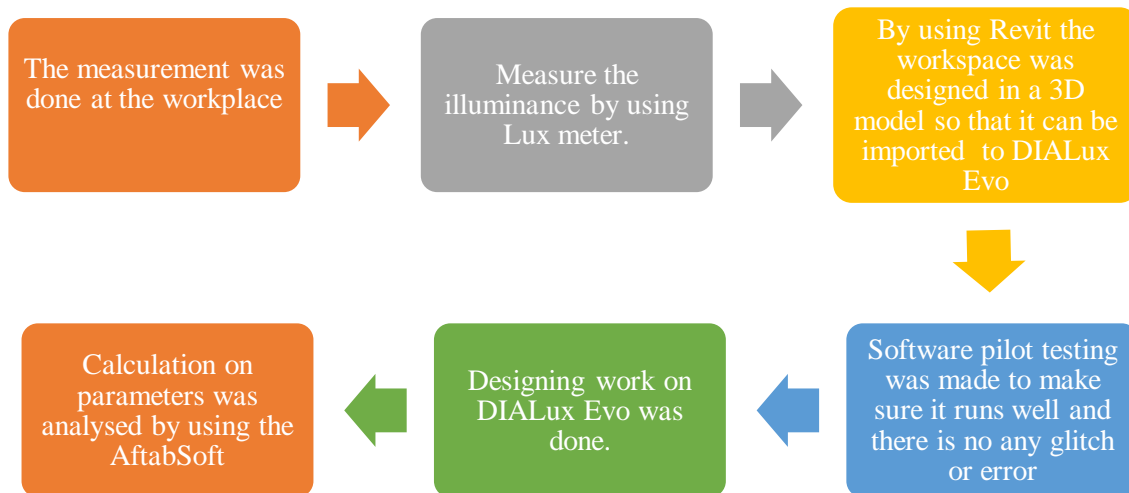 The measurement was
done at the workplace
Measure the
illuminance by using
Lux meter.
By using Revit the
workspace was
designed in a 3D
model so that it can be
imported to DIALux
Evo
Software pilot testing
was made to make
sure it runs well and
there is no any glitch
or error
Designing work on
DIALux Evo was
done.
Calculation on
parameters was
analysed by using the
AftabSoft